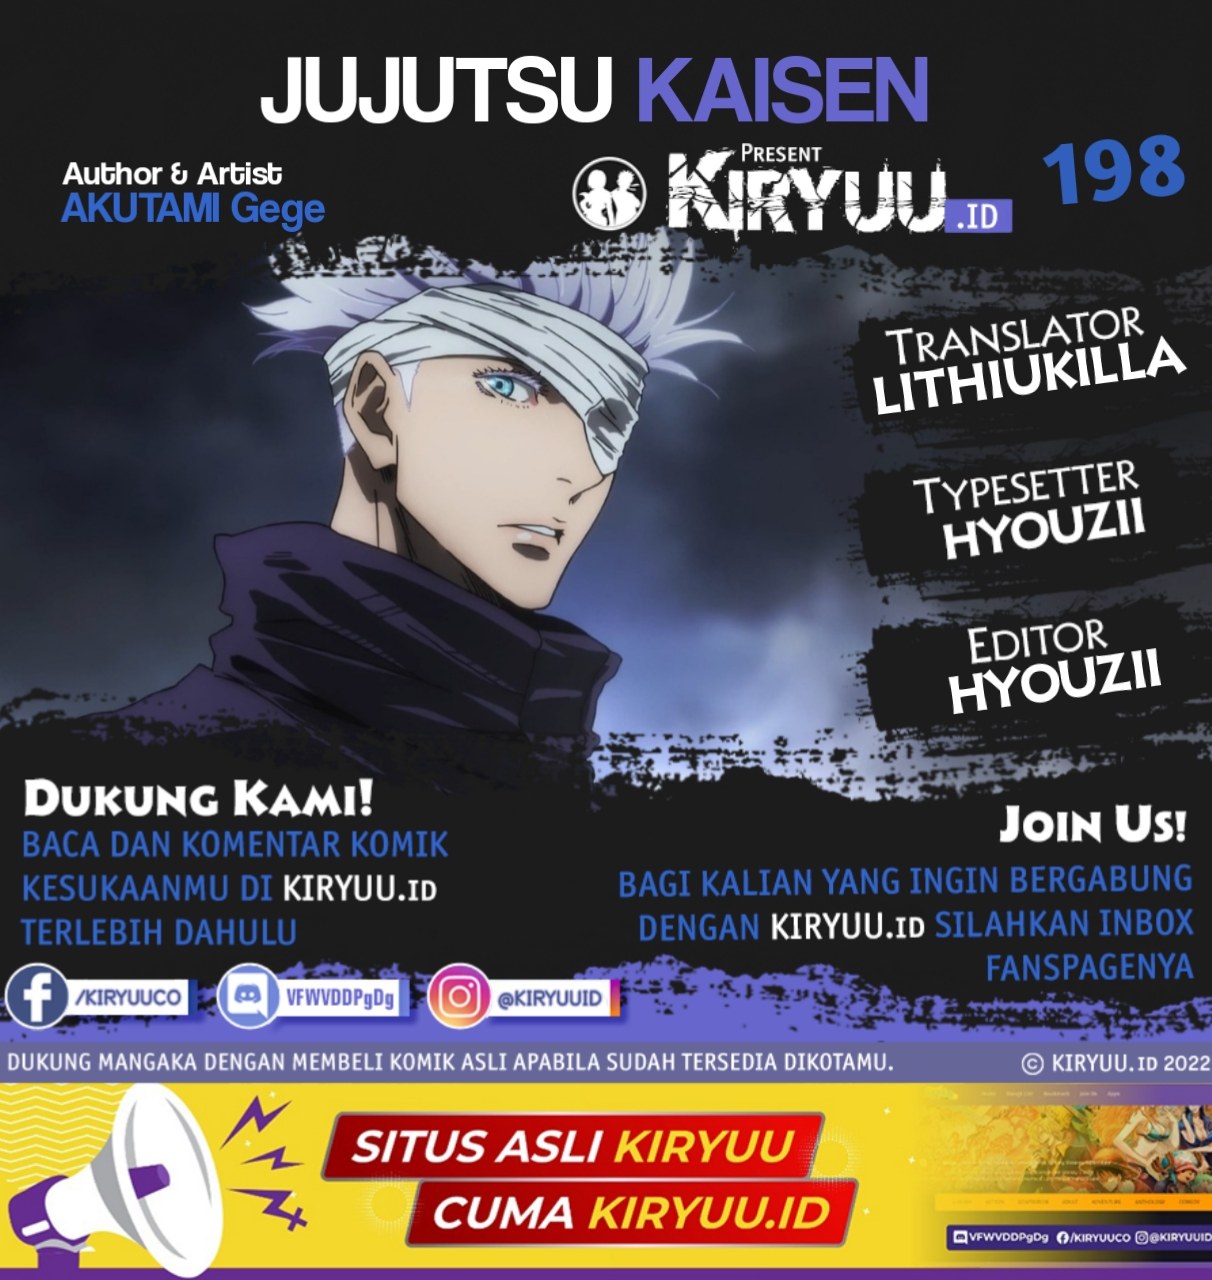 JUJUTSU KAISEN
Author & Artist
AKUTAMI Gege
PRESENT
KIRYUU.ID
198
TRANSLATOR
LITHIUKILLA
TYPESETTER
HYOUZII
EDITOR
HYOUZII
DUKUNG KAMI!
BACA DAN KOMENTAR KOMIK
KESUKAANMU DI KIRYUU.ID
TERLEBIH DAHULU
JOIN US!
BAGI KALIAN YANG INGIN BERGABUNG
DENGAN KIRYUU.ID SILAHKAN INBOX
FANSPAGENYA
/KIRYUUCO
VFWVDDPgDg
@KIRYUUID
DUKUNG MANGAKA DENGAN MEMBELI KOMIK ASLI APABILA SUDAH TERSEDIA DIKOTAMU.
© KIRYUU.ID 2022
SITUS ASLI KIRYUU
CUMA KIRYUU.ID
VFWVDDPgDg /KIRYUUCO @KIRYUUID